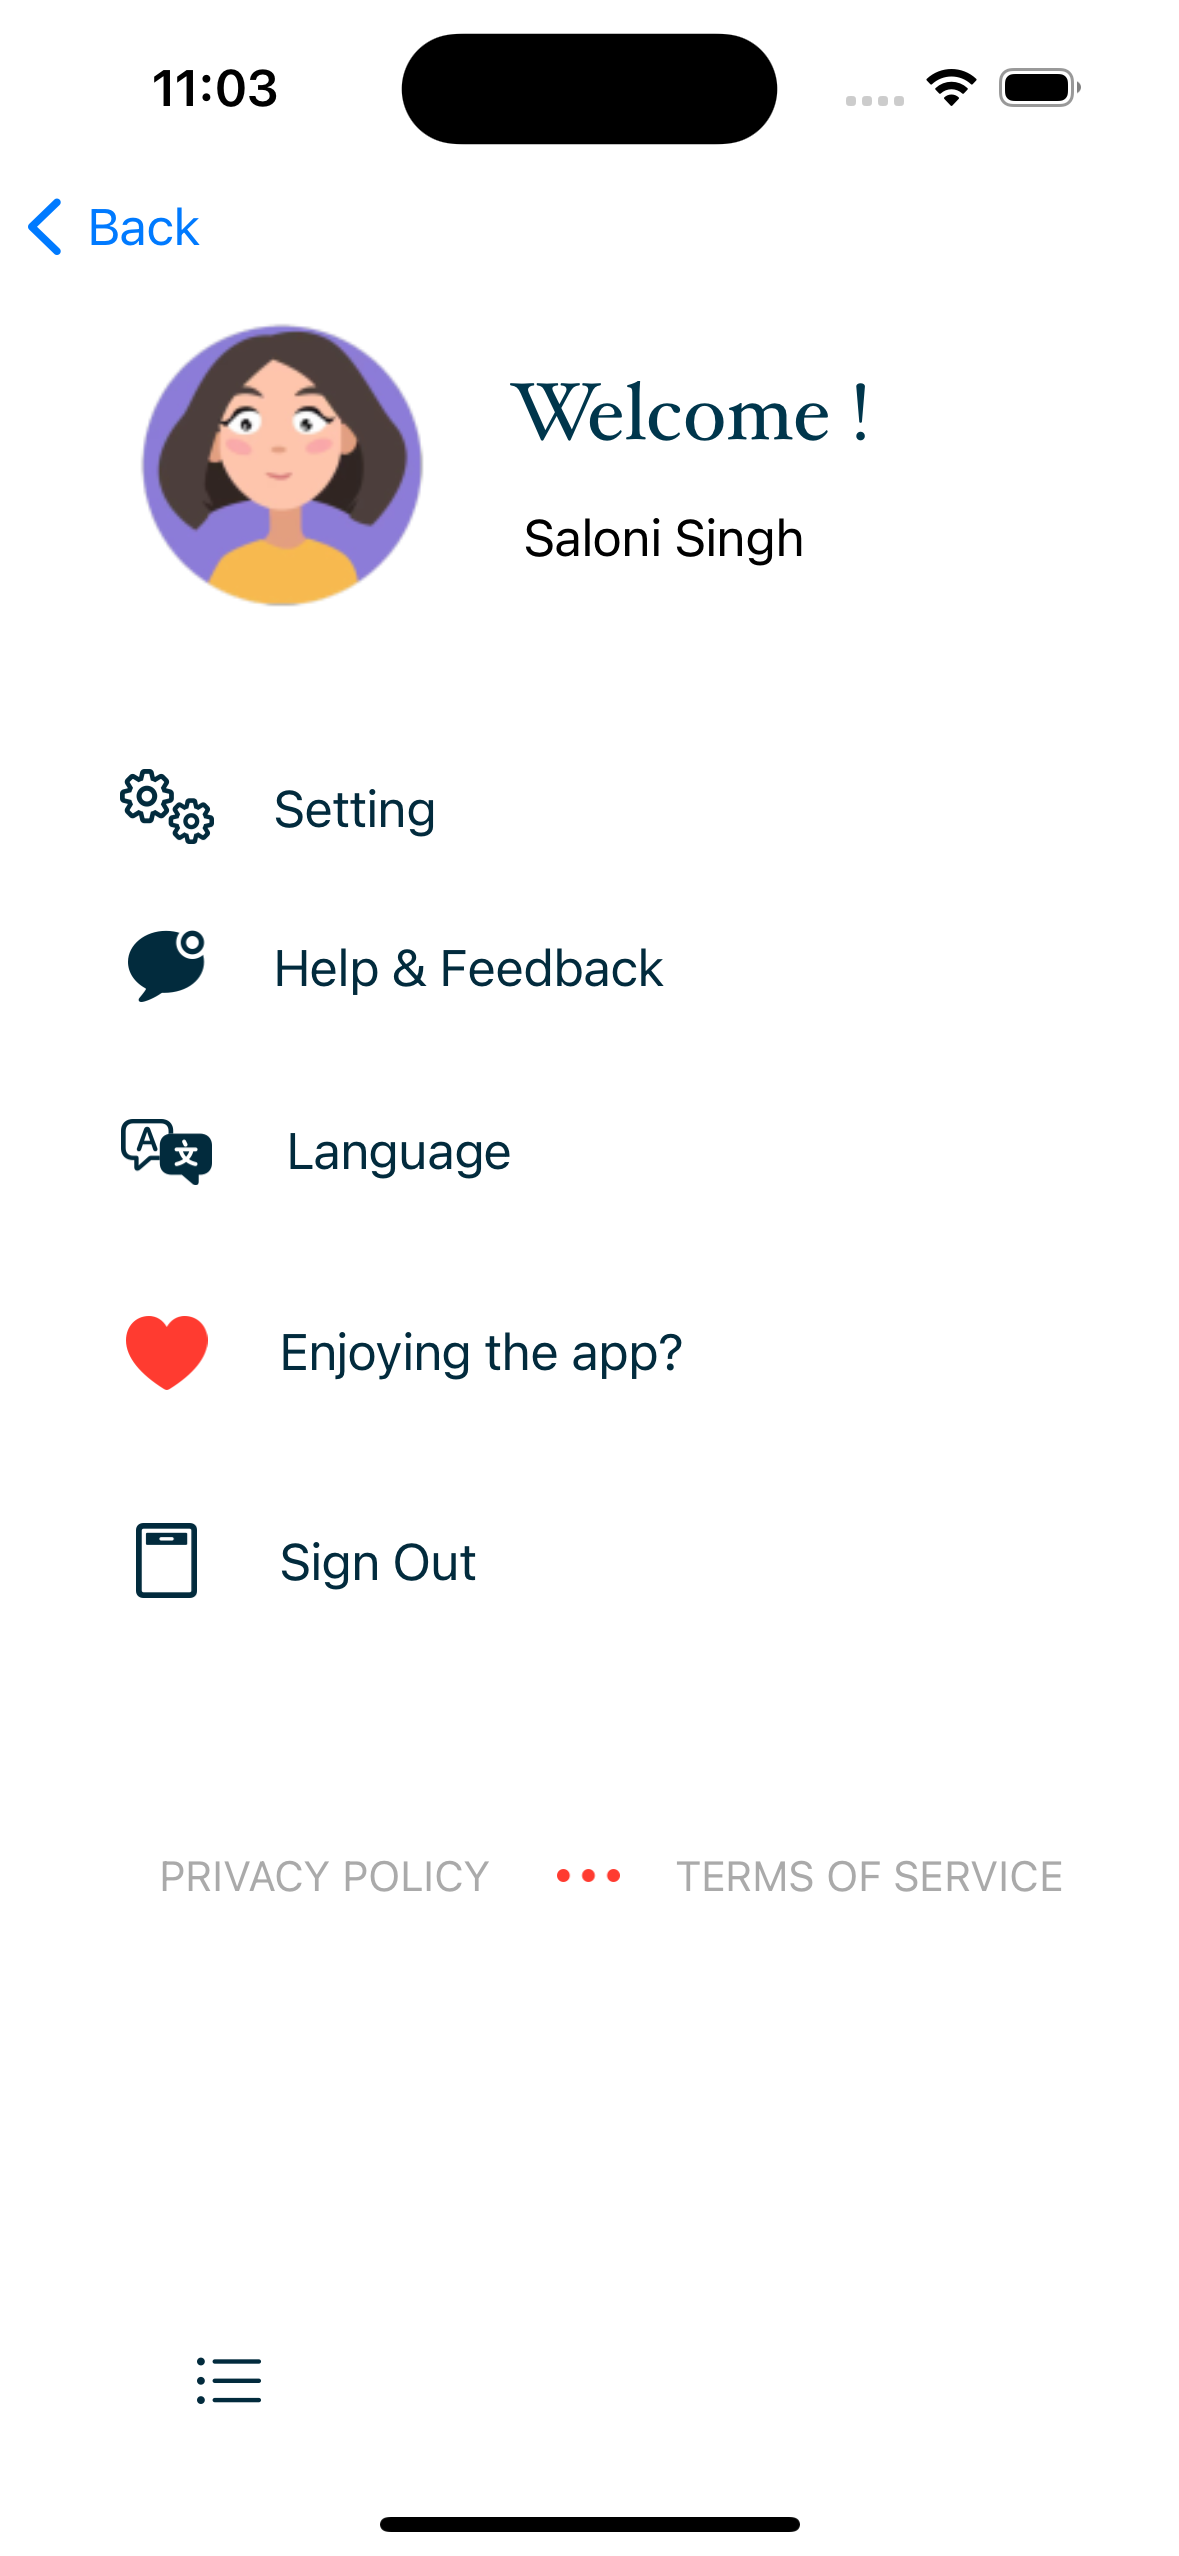 11:03
Back
Welcome !
Saloni Singh
Setting
Help & Feedback
A 文 Language
Enjoying the app?
Sign Out
PRIVACY POLICY TERMS OF SERVICE